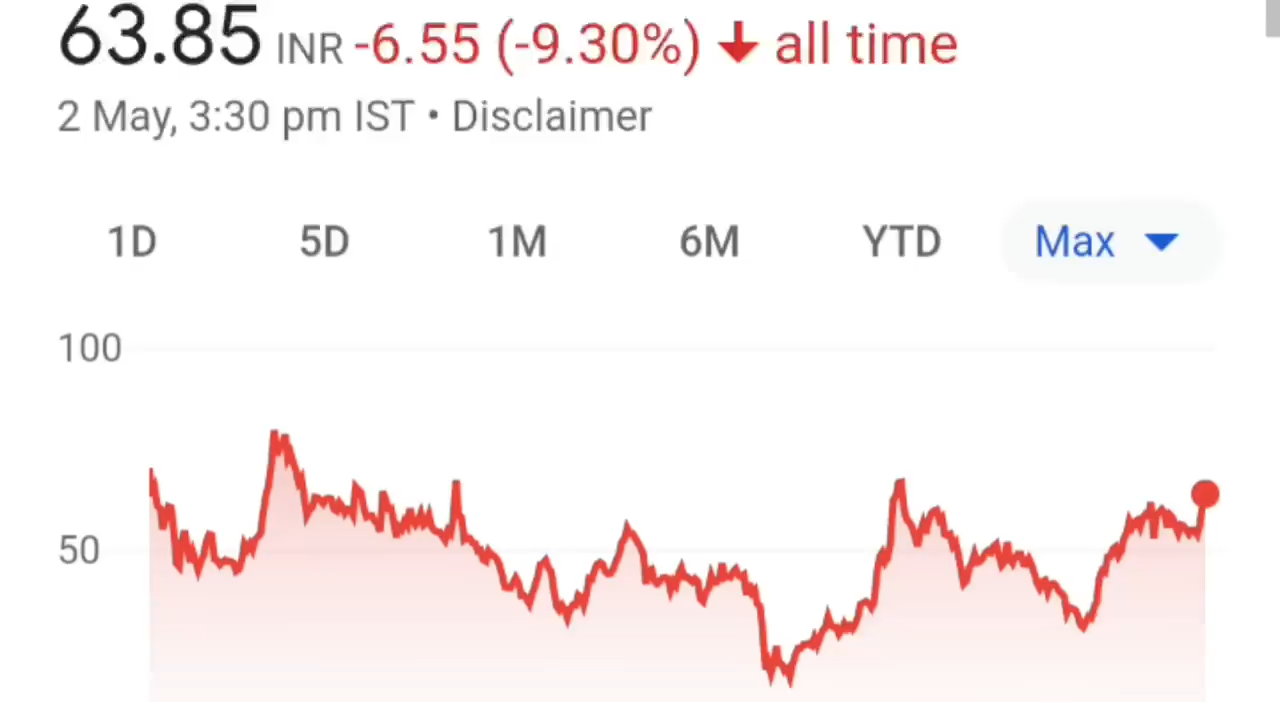 63.85 INR -6.55 (-9.30%) ↓ all time
2 May, 3:30 pm IST • Disclaimer
1D 5D 1M 6M YTD Max
100
50